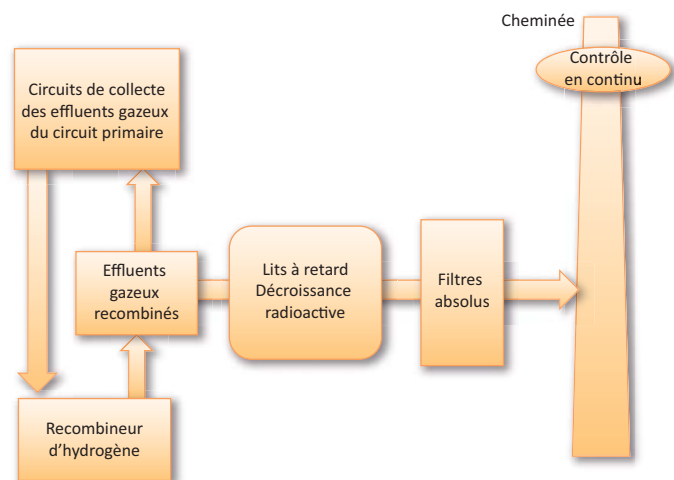 Cheminée
Contrôle
en continu
Circuits de collecte
des effluents gazeux
du circuit primaire
Effluents
gazeux
recombinés
Lits à retard
Décroissance
radioactive
Filtres
absolus
Recombineur
d’hydrogène